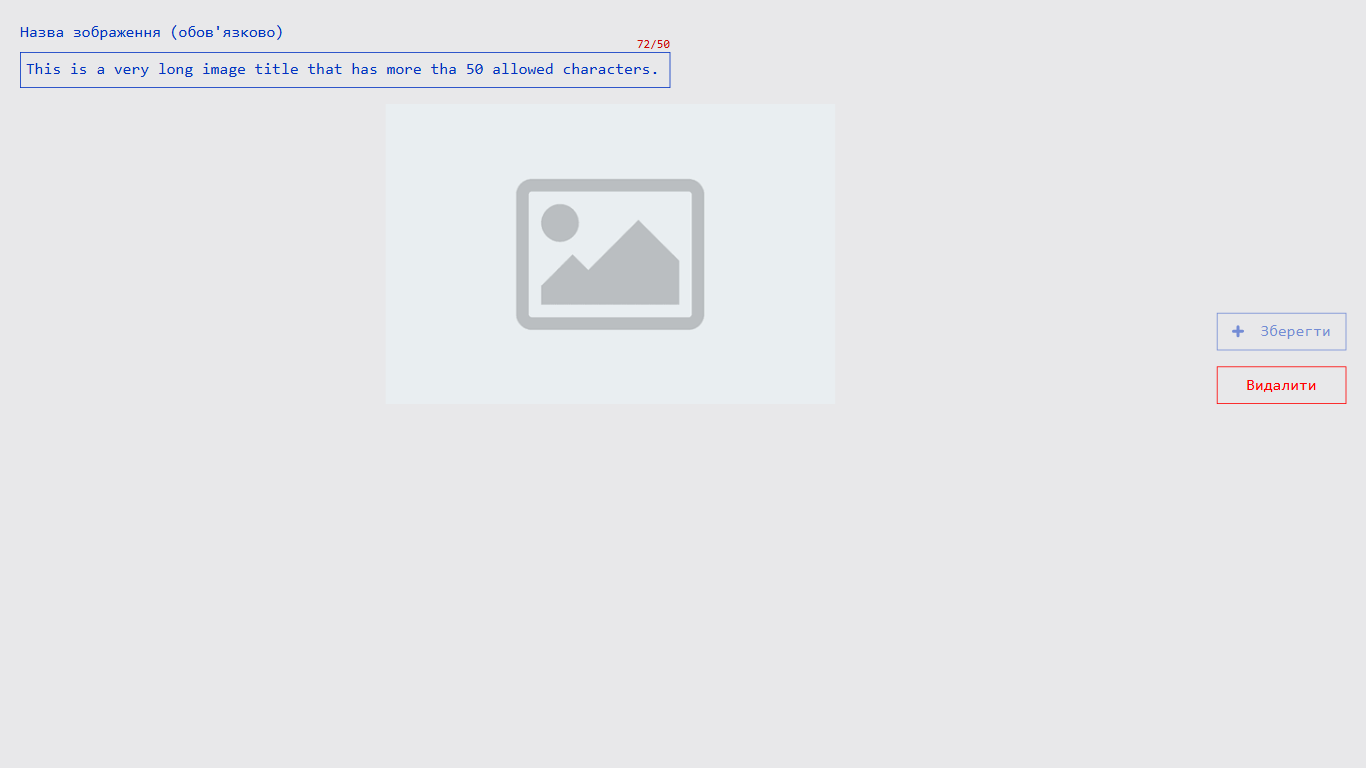 Назва зображення (обов'язково)
72/50
This is a very long image title that has more tha 50 allowed characters.
Зберегти
Видалити